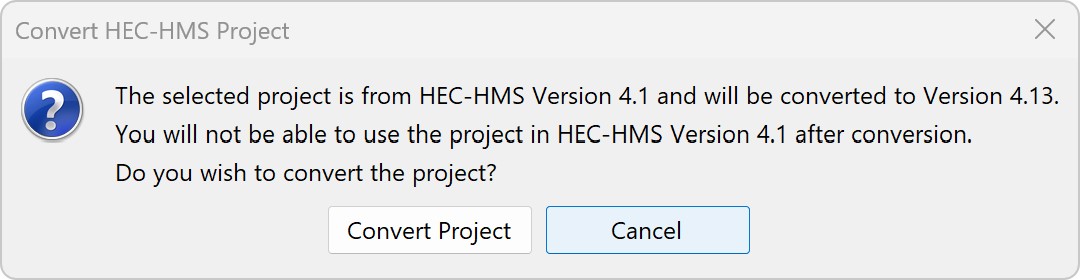 Convert HEC-HMS Project
The selected project is from HEC-HMS Version 4.1 and will be converted to Version 4.13.
You will not be able to use the project in HEC-HMS Version 4.1 after conversion.
Do you wish to convert the project?
Convert Project
Cancel